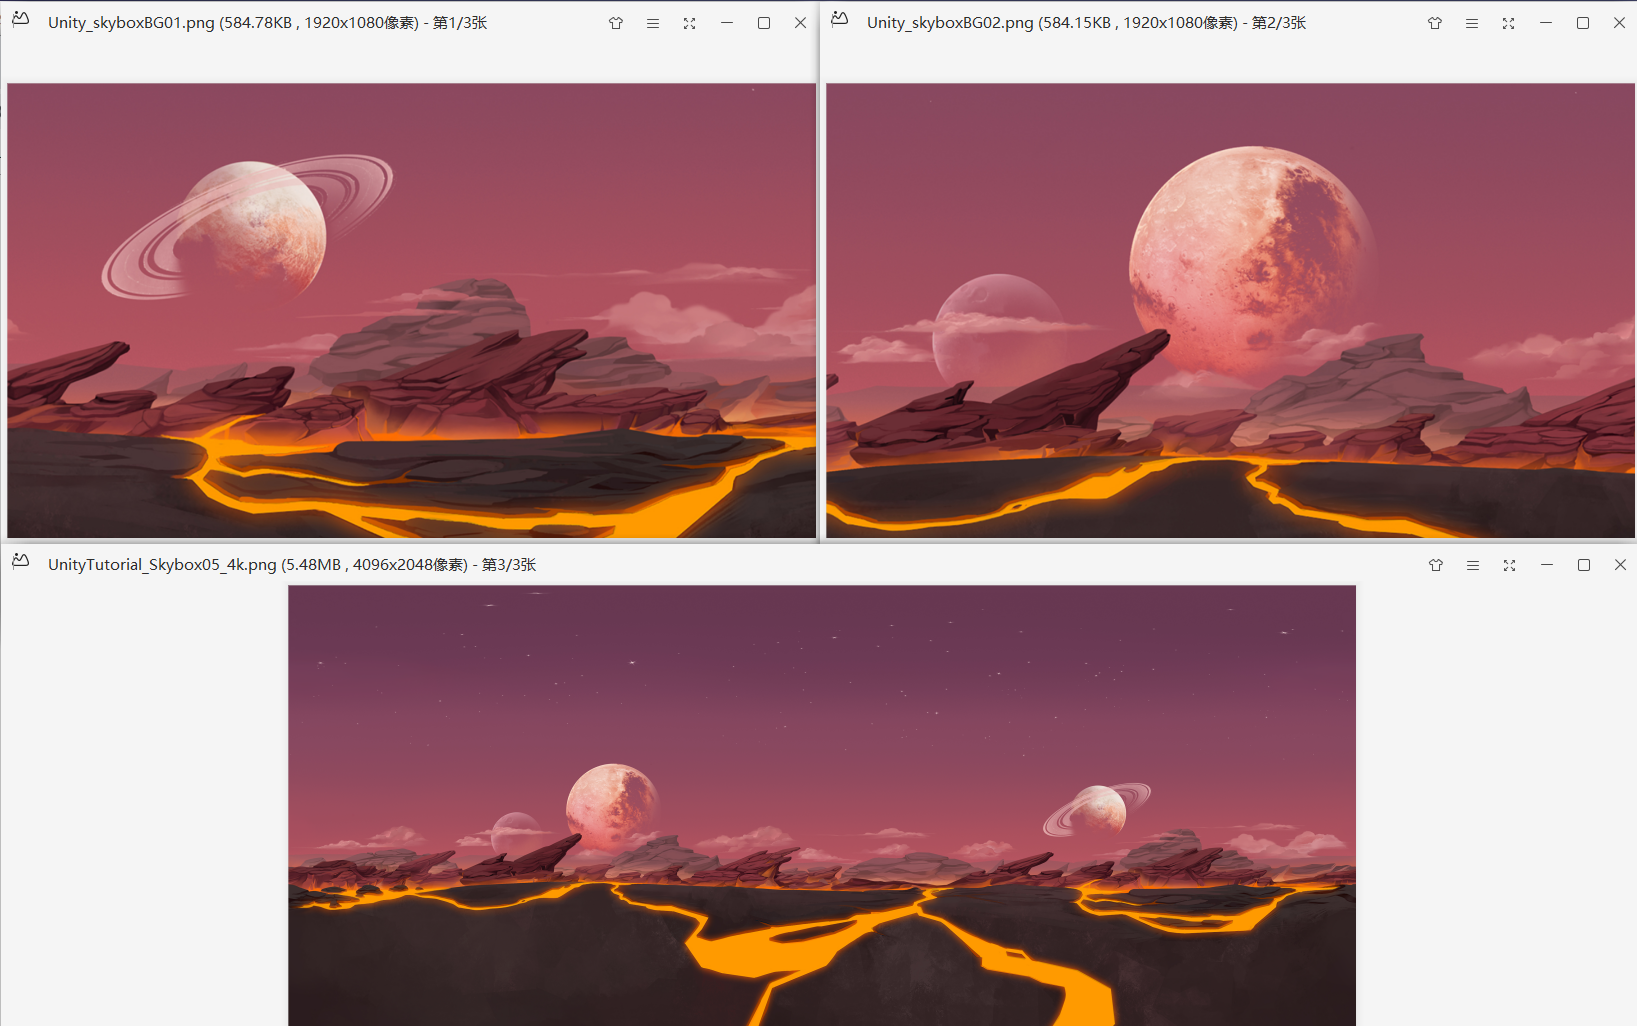 Unity_skyboxBG01.png (584.78KB , 1920x1080像素) - 第1/3张
Unity_skyboxBG02.png (584.15KB , 1920x1080像素) - 第2/3张
UnityTutorial_Skybox05_4k.png (5.48MB , 4096x2048像素) - 第3/3张